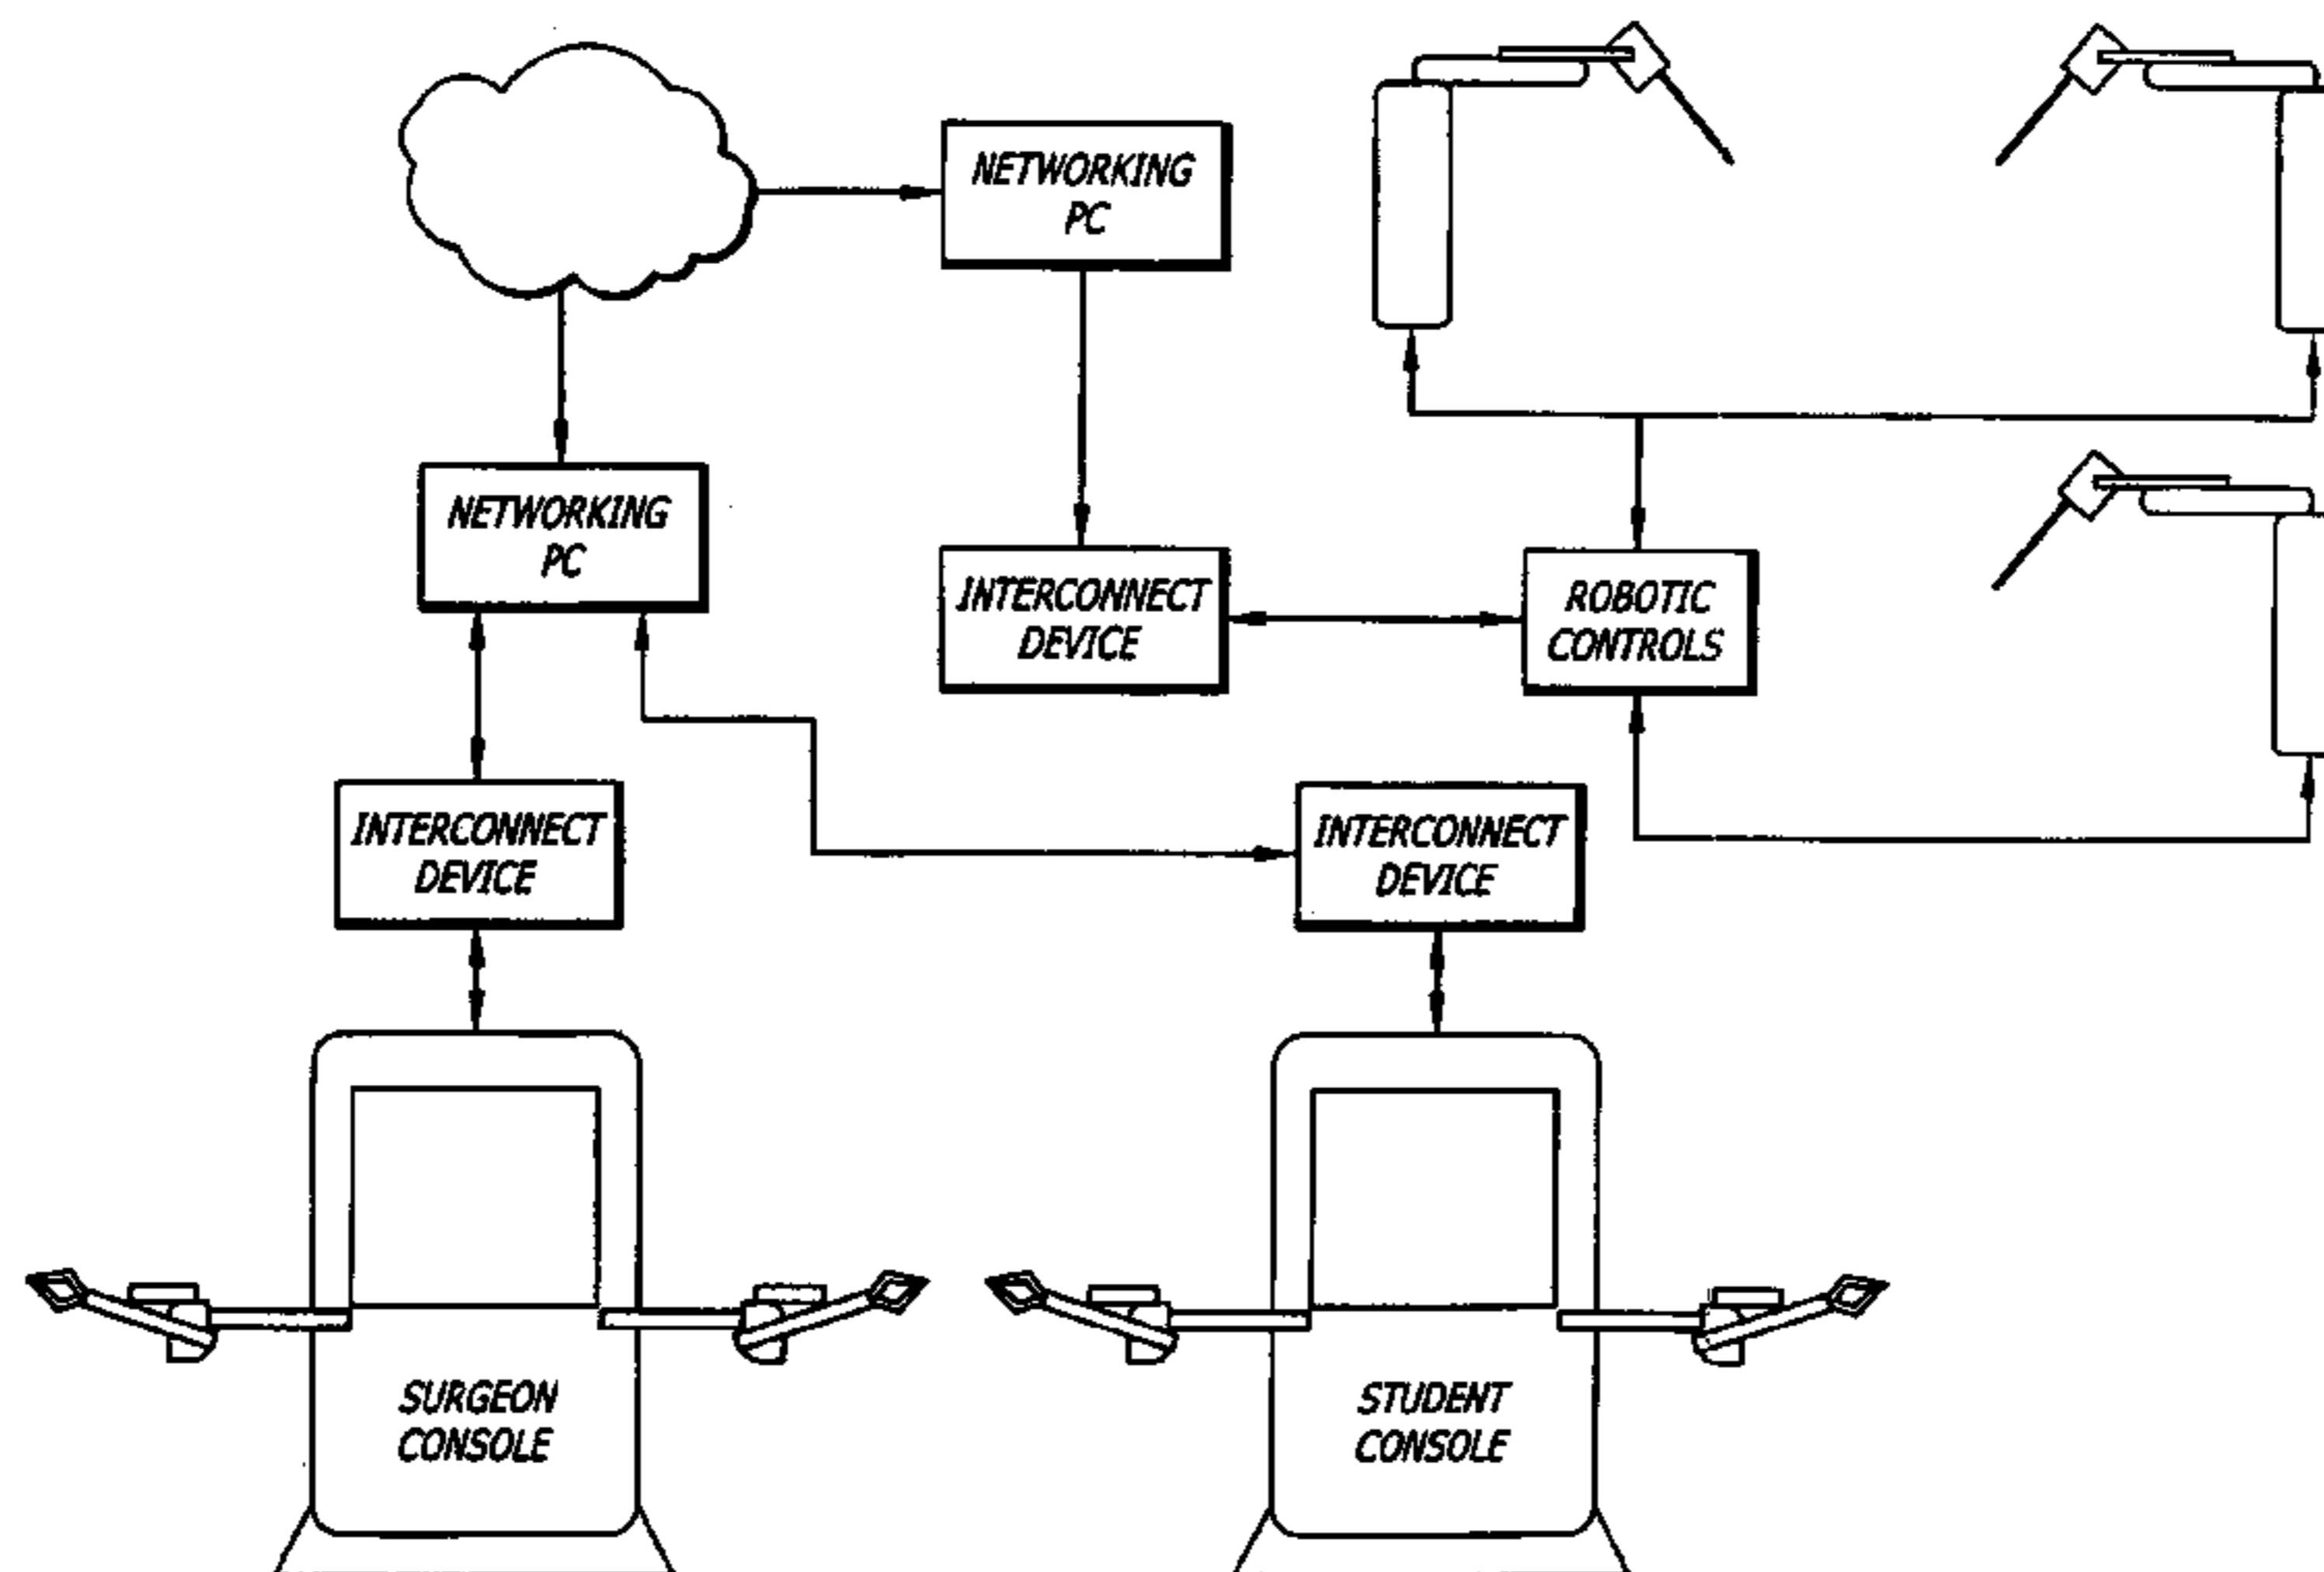 NETWORKING
PC
NETWORKING
PC
INTERCONNECT
DEVICE
ROBOTIC
CONTROLS
INTERCONNECT
DEVICE
INTERCONNECT
DEVICE
SURGEON
CONSOLE
STUDENT
CONSOLE